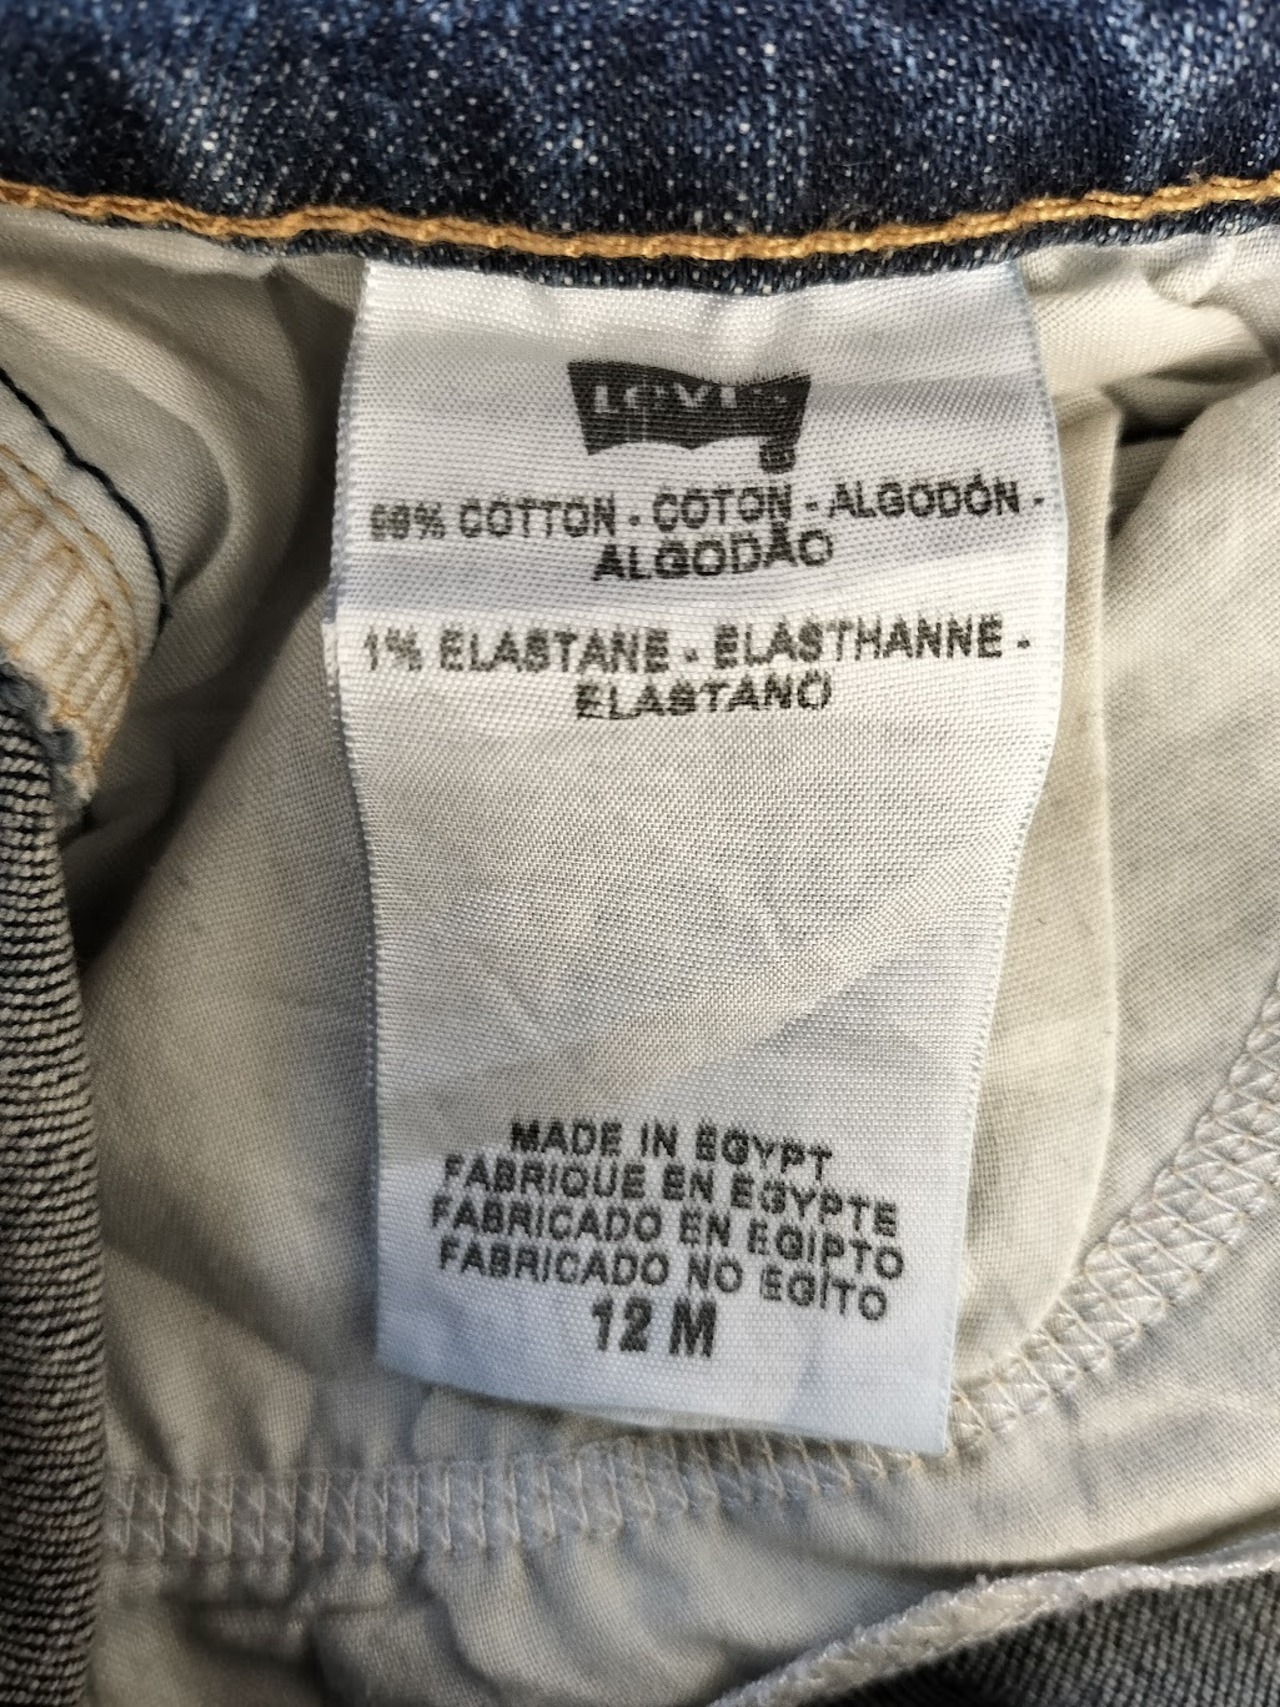 LEVI'S
99% COTTON - COTON - ALGODÓN -
ALGODÃO
1% ELASTANE - ELASTHANNE -
ELASTANO
MADE IN EGYPT
FABRIQUE EN EGYPTE
FABRICADO EN EGIPTO
FABRICADO NO EGITO
12 M